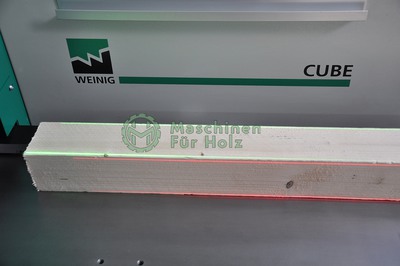 WEINIG
CUBE
Maschinen
Für Holz